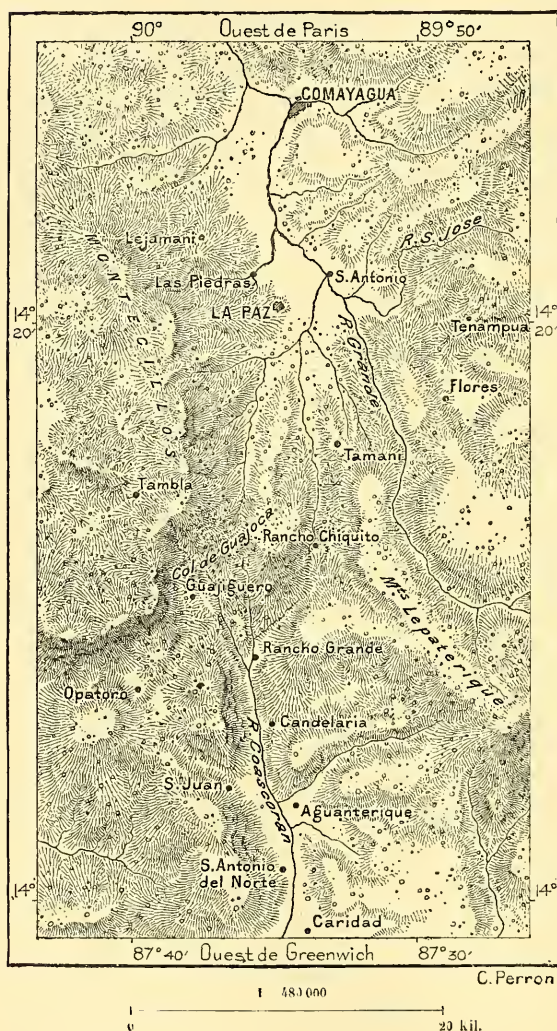 90° Ouest de Paris 89°50'
COMAYAGUA
MONTECILLOS
Lejamani
R.S. Jose
Las Piedras
S. Antonio
LA PAZ
14° 20'
14° 20'
Tenampua
R. Grande
Flores
Tamani
Tambla
Col de Guajoca
Rancho Chiquito
Guajiguero
Mts Lepaterique
Rancho Grande
Opatoro
Candelaria
R. Coascoran
S. Juan
Aguanterique
S. Antonio
del Norte
14°
14°
Caridad
87°40' Ouest de Greenwich 87°30'
C. Perron
1 480 000
0 20 kil.